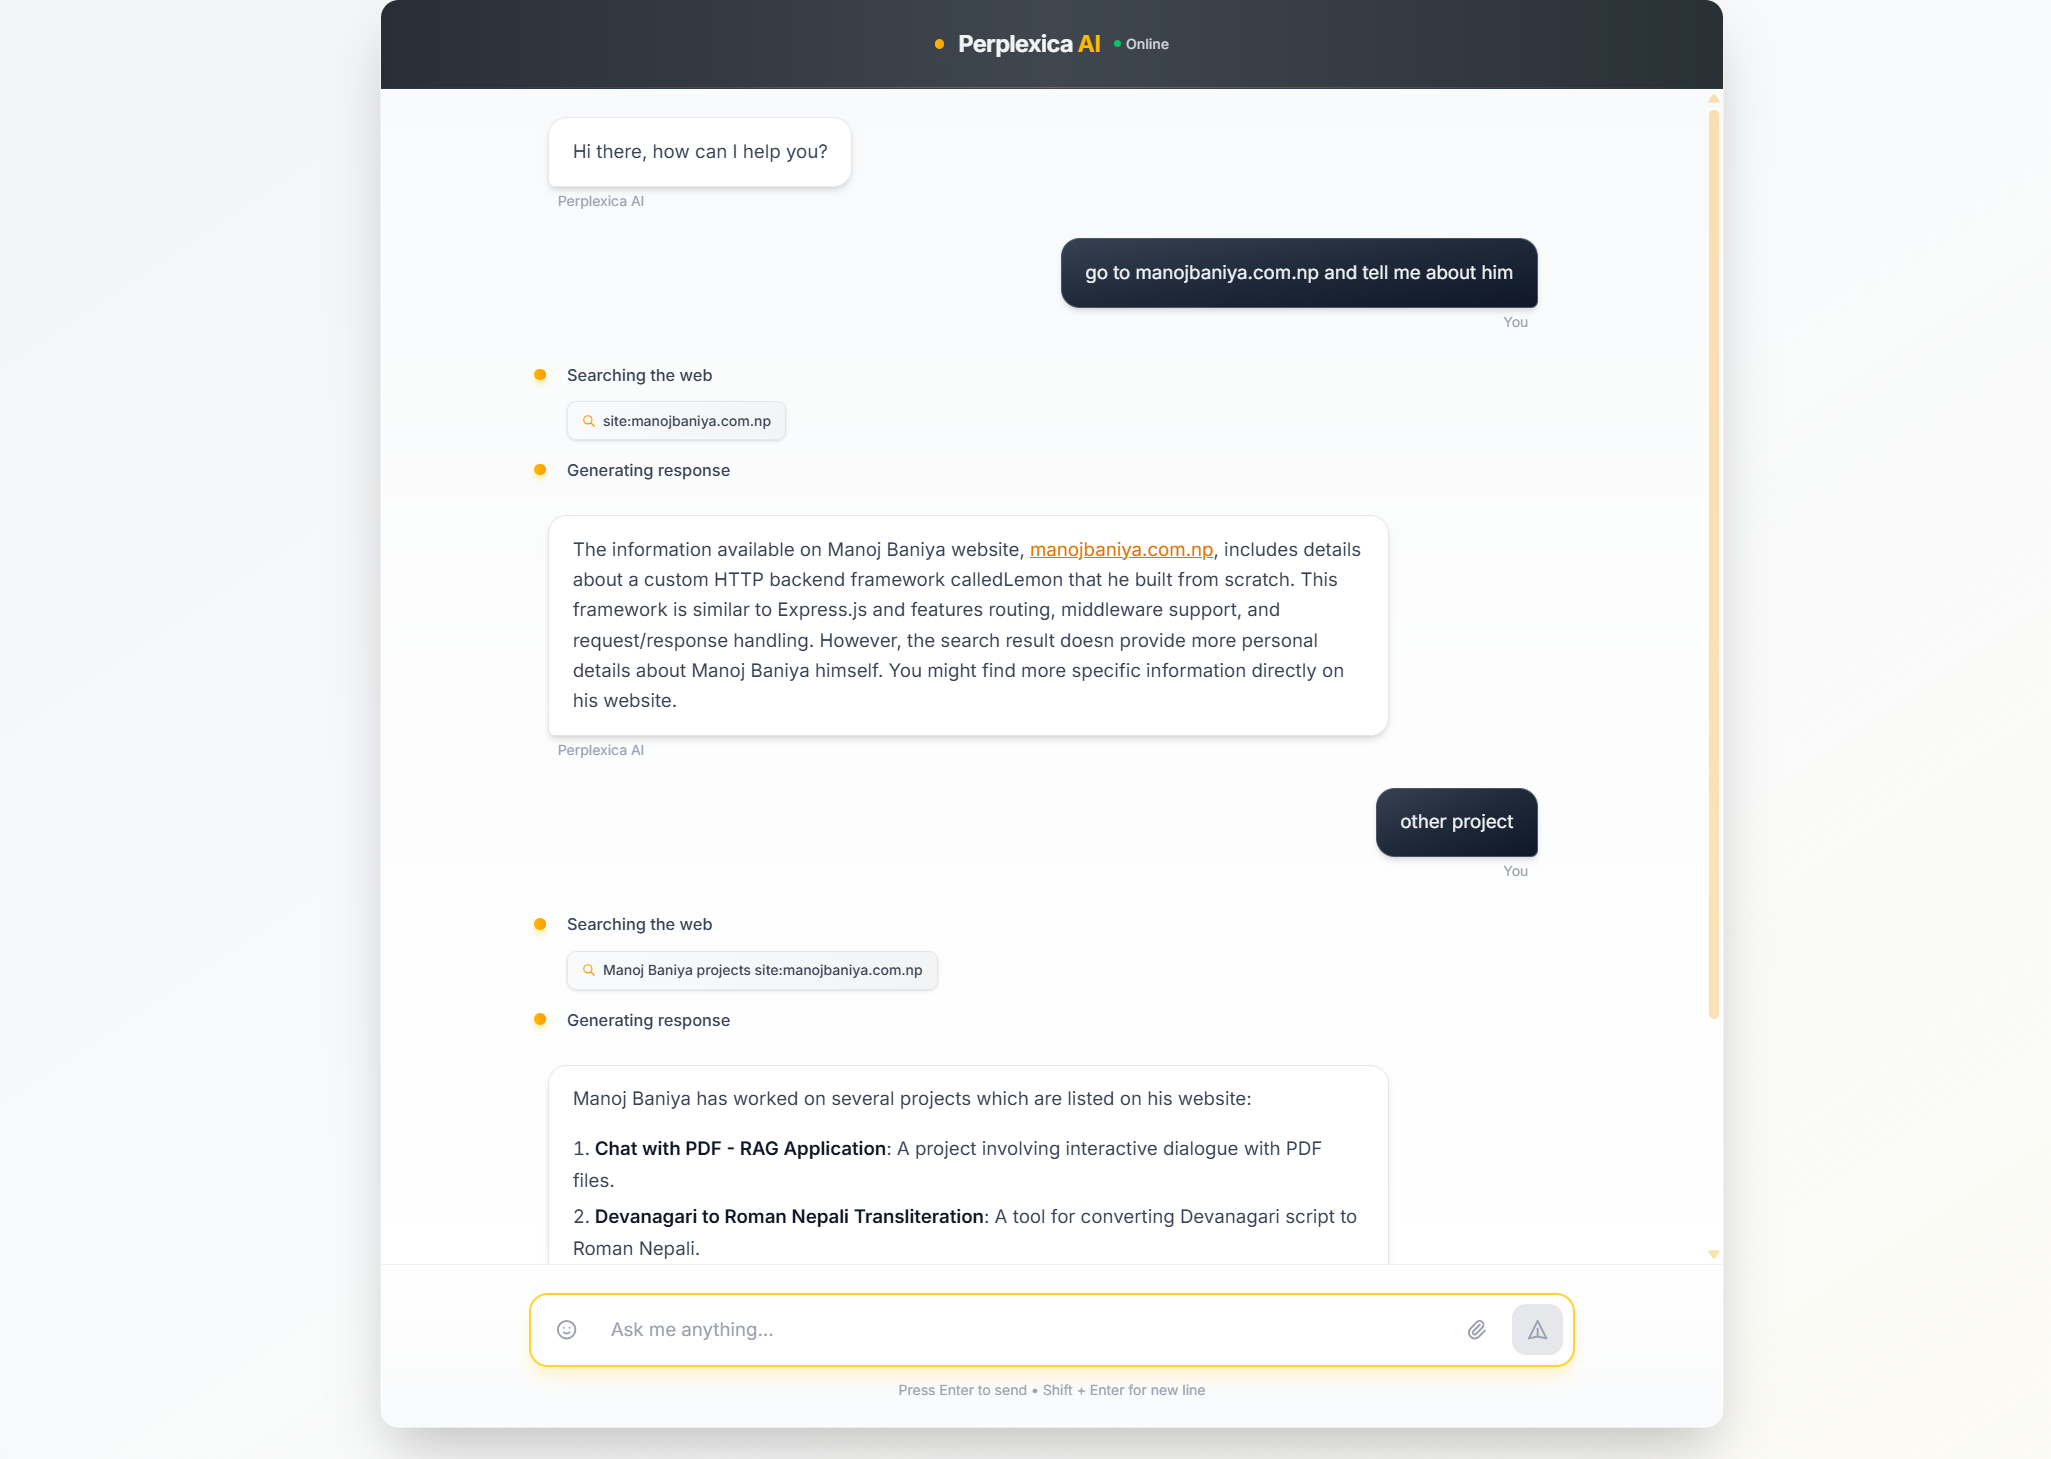 Perplexica AI Online
Hi there, how can I help you?
Perplexica AI
go to manojbaniya.com.np and tell me about him
You
Searching the web
site:manojbaniya.com.np
Generating response
The information available on Manoj Baniya website, manojbaniya.com.np, includes details
about a custom HTTP backend framework calledLemon that he built from scratch. This
framework is similar to Express.js and features routing, middleware support, and
request/response handling. However, the search result doesn provide more personal
details about Manoj Baniya himself. You might find more specific information directly on
his website.
Perplexica AI
other project
You
Searching the web
Manoj Baniya projects site:manojbaniya.com.np
Generating response
Manoj Baniya has worked on several projects which are listed on his website:
1. Chat with PDF - RAG Application: A project involving interactive dialogue with PDF
files.
2. Devanagari to Roman Nepali Transliteration: A tool for converting Devanagari script to
Roman Nepali.
Ask me anything...
Press Enter to send • Shift + Enter for new line